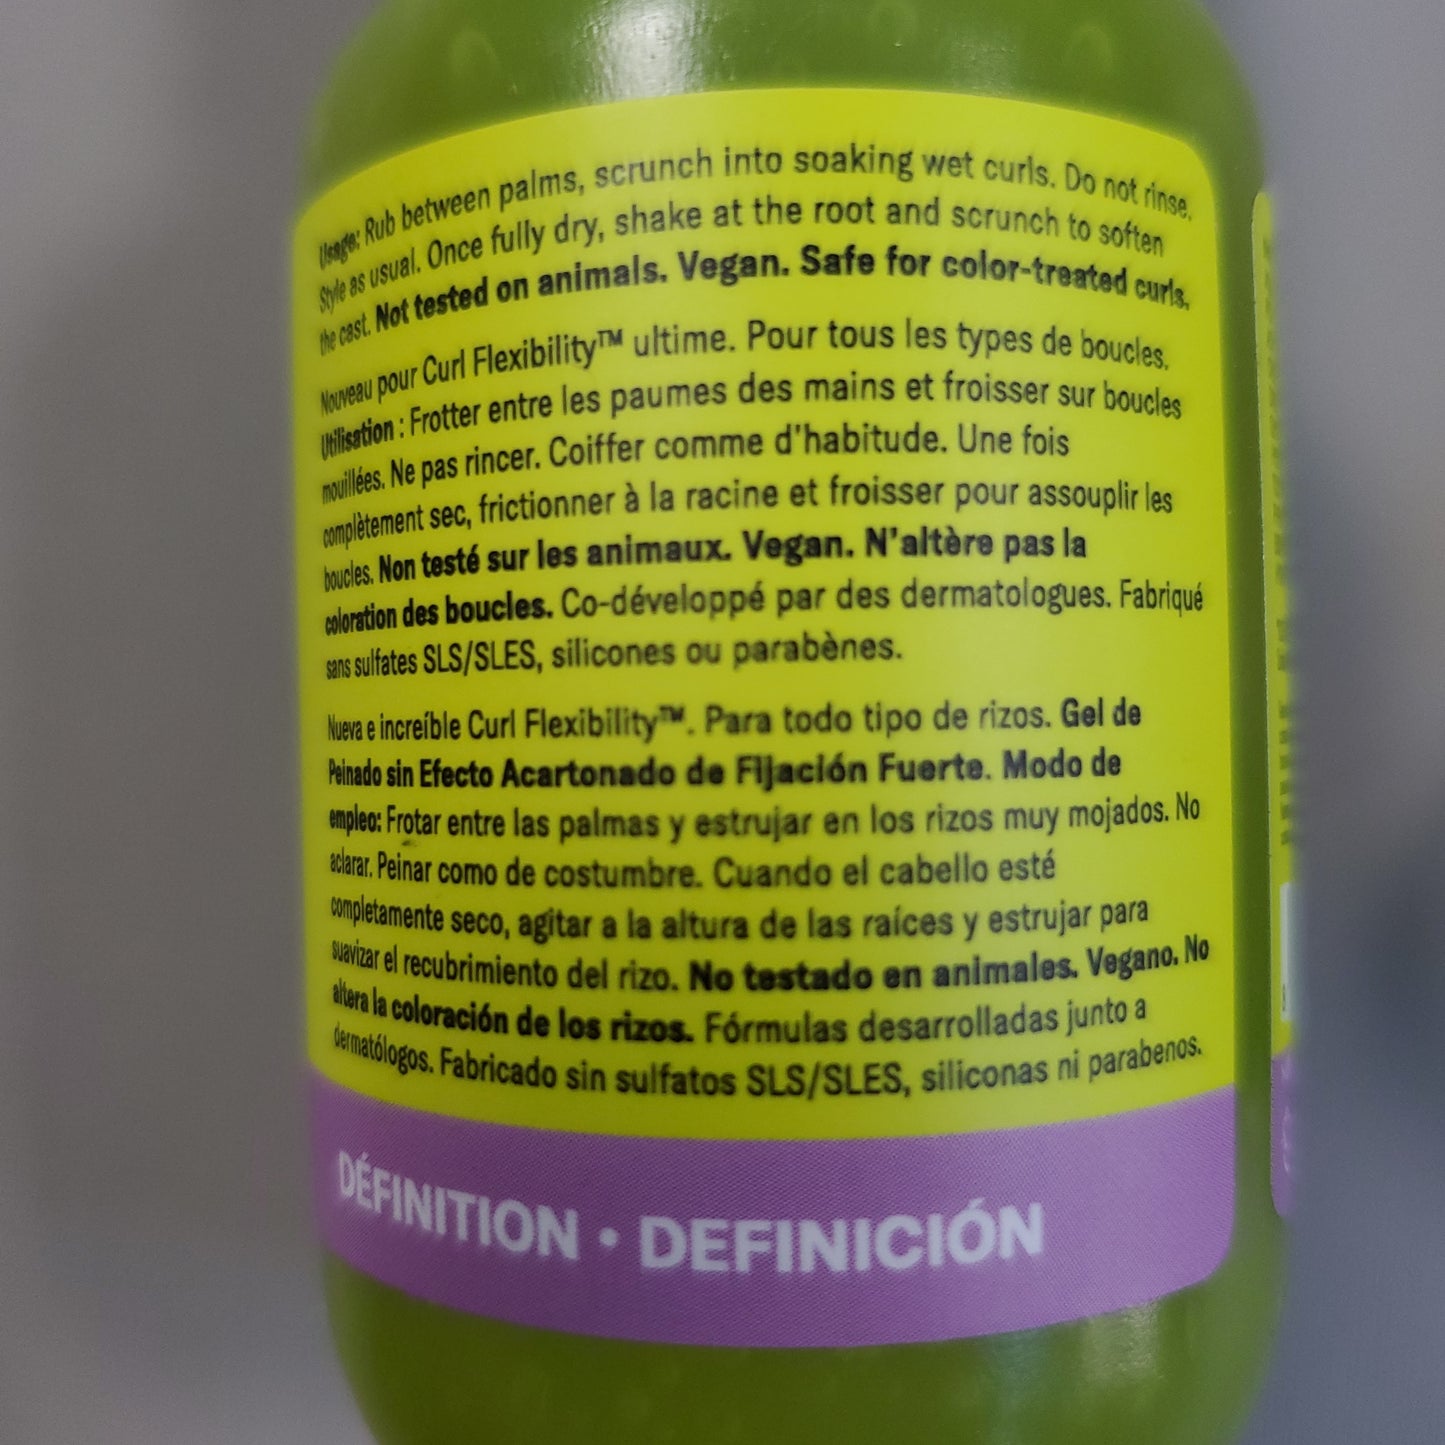 Usage: Rub between palms, scrunch into soaking wet curls. Do not rinse.
Style as usual. Once fully dry, shake at the root and scrunch to soften
the cast. Not tested on animals. Vegan. Safe for color-treated curls.
Nouveau pour Curl Flexibility™ ultime. Pour tous les types de boucles.
Utilisation : Frotter entre les paumes des mains et froisser sur boucles
mouillées. Ne pas rincer. Coiffer comme d'habitude. Une fois
complètement sec, frictionner à la racine et froisser pour assouplir les
boucles. Non testé sur les animaux. Vegan. N'altère pas la
coloration des boucles. Co-développé par des dermatologues. Fabriqué
sans sulfates SLS/SLES, silicones ou parabènes.
Nueva e increíble Curl Flexibility™. Para todo tipo de rizos. Gel de
Peinado sin Efecto Acartonado de Fijación Fuerte. Modo de
empleo: Frotar entre las palmas y estrujar en los rizos muy mojados. No
aclarar. Peinar como de costumbre. Cuando el cabello esté
completamente seco, agitar a la altura de las raíces y estrujar para
suavizar el recubrimiento del rizo. No testado en animales. Vegano. No
altera la coloración de los rizos. Fórmulas desarrolladas junto a
dermatólogos. Fabricado sin sulfatos SLS/SLES, siliconas ni parabenos.
DÉFINITION • DEFINICIÓN